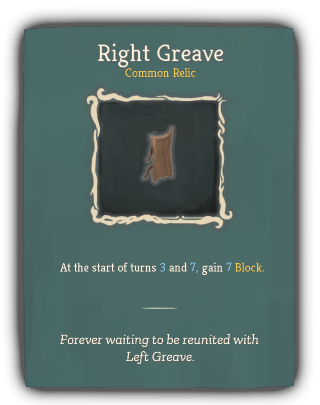 Right Greave
Common Relic
At the start of turns 3 and 7, gain 7 Block.
Forever waiting to be reunited with
Left Greave.